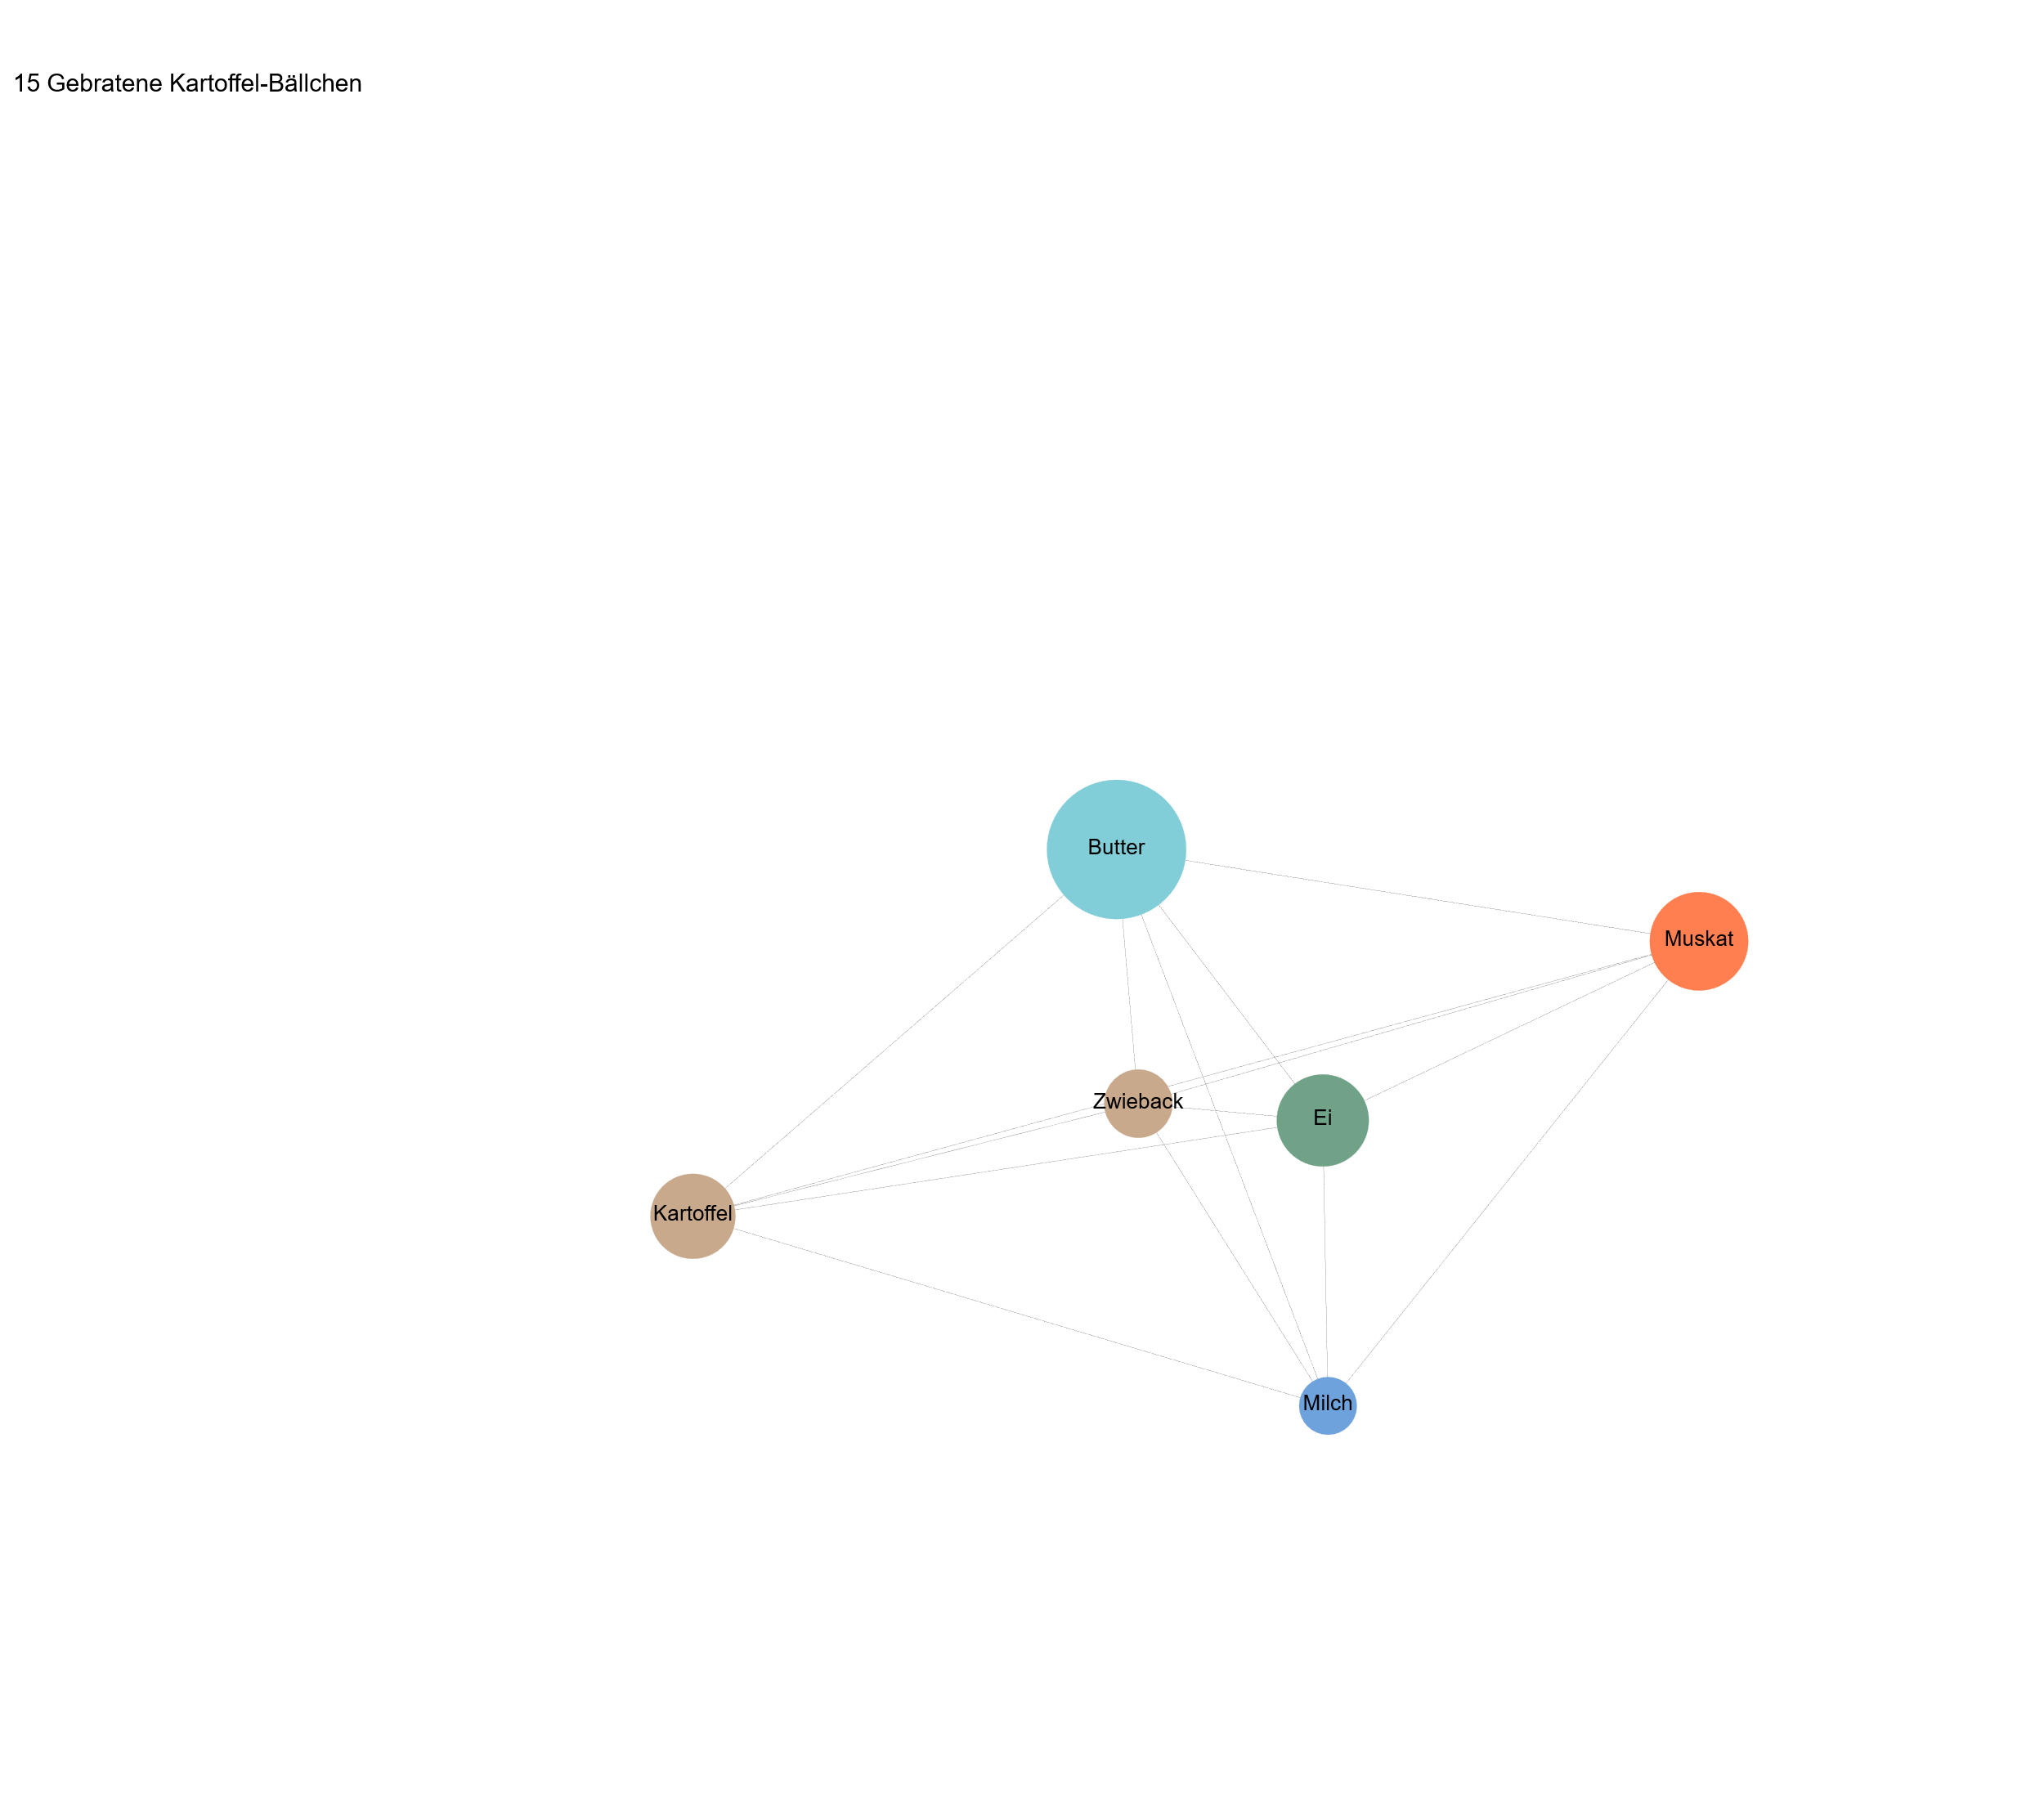 15 Gebratene Kartoffel-Bällchen
Butter
Muskat
Zwieback
Ei
Kartoffel
Milch